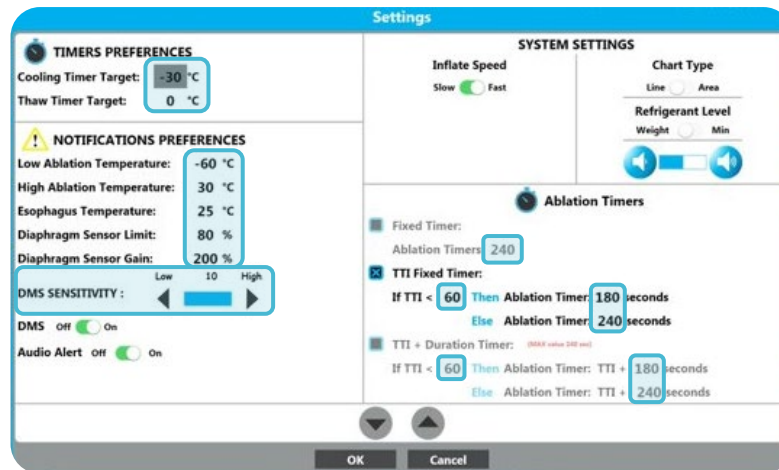 Settings
TIMERS PREFERENCES
Cooling Timer Target: -30 °C
Thaw Timer Target: 0 °C
NOTIFICATIONS PREFERENCES
Low Ablation Temperature: -60 °C
High Ablation Temperature: 30 °C
Esophagus Temperature: 25 °C
Diaphragm Sensor Limit: 80 %
Diaphragm Sensor Gain: 200 %
Low 10 High
DMS SENSITIVITY :
DMS Off On
Audio Alert Off On
SYSTEM SETTINGS
Inflate Speed
Slow Fast
Chart Type
Line Area
Refrigerant Level
Weight Min
Ablation Timers
Fixed Timer:
Ablation Timers 240
TTI Fixed Timer:
If TTI < 60 Then Ablation Timer: 180 seconds
Else Ablation Timer: 240 seconds
TTI + Duration Timer: (MAX value 240 sec)
If TTI < 60 Then Ablation Timer: TTI + 180 seconds
Else Ablation Timer: TTI + 240 seconds
OK Cancel